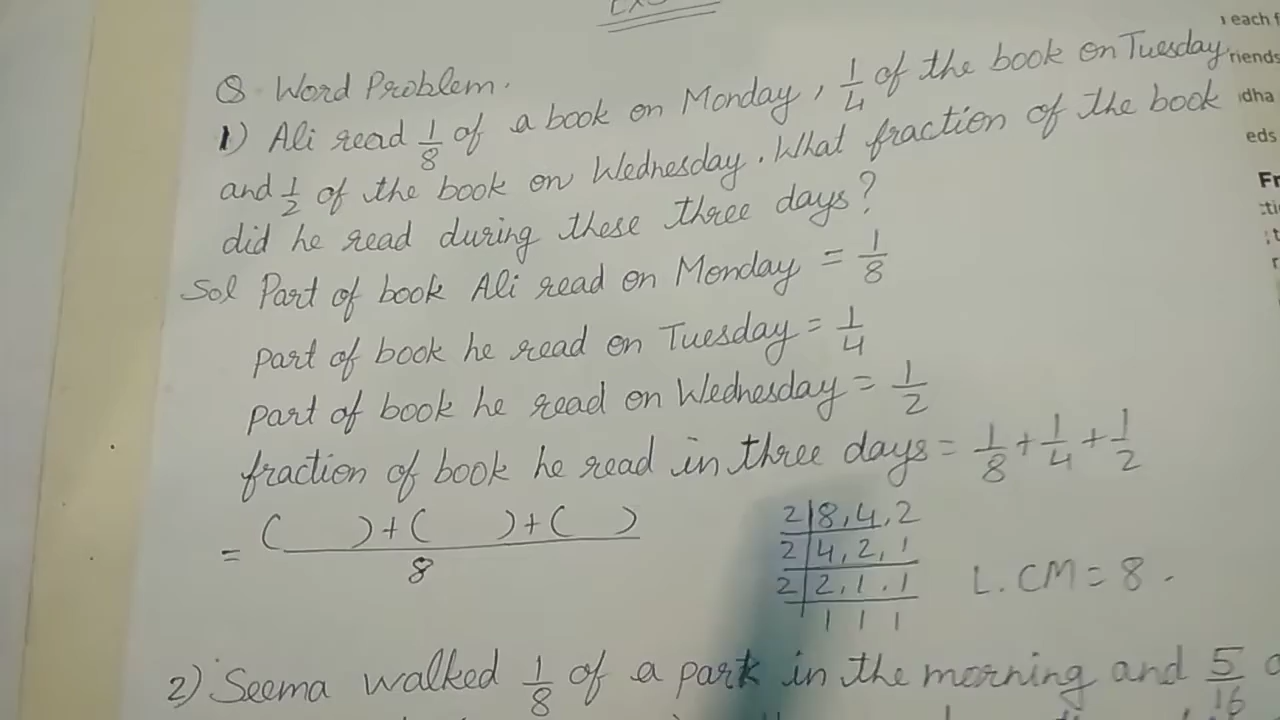 Q. Word Problem.
1) Ali read 1/8 of a book on Monday, 1/4 of the book on Tuesday
and 1/2 of the book on Wednesday. What fraction of the book
did he read during these three days?
Sol Part of book Ali read on Monday = 1/8
part of book he read on Tuesday = 1/4
part of book he read on Wednesday = 1/2
fraction of book he read in three days = 1/8 + 1/4 + 1/2
= ( ) + ( ) + ( ) / 8
2 | 8, 4, 2
2 | 4, 2, 1
2 | 2, 1, 1
1 1 1
L.CM = 8.
2) Seema walked 1/8 of a park in the morning and 5/16
each f
riends
dha
eds
Fr